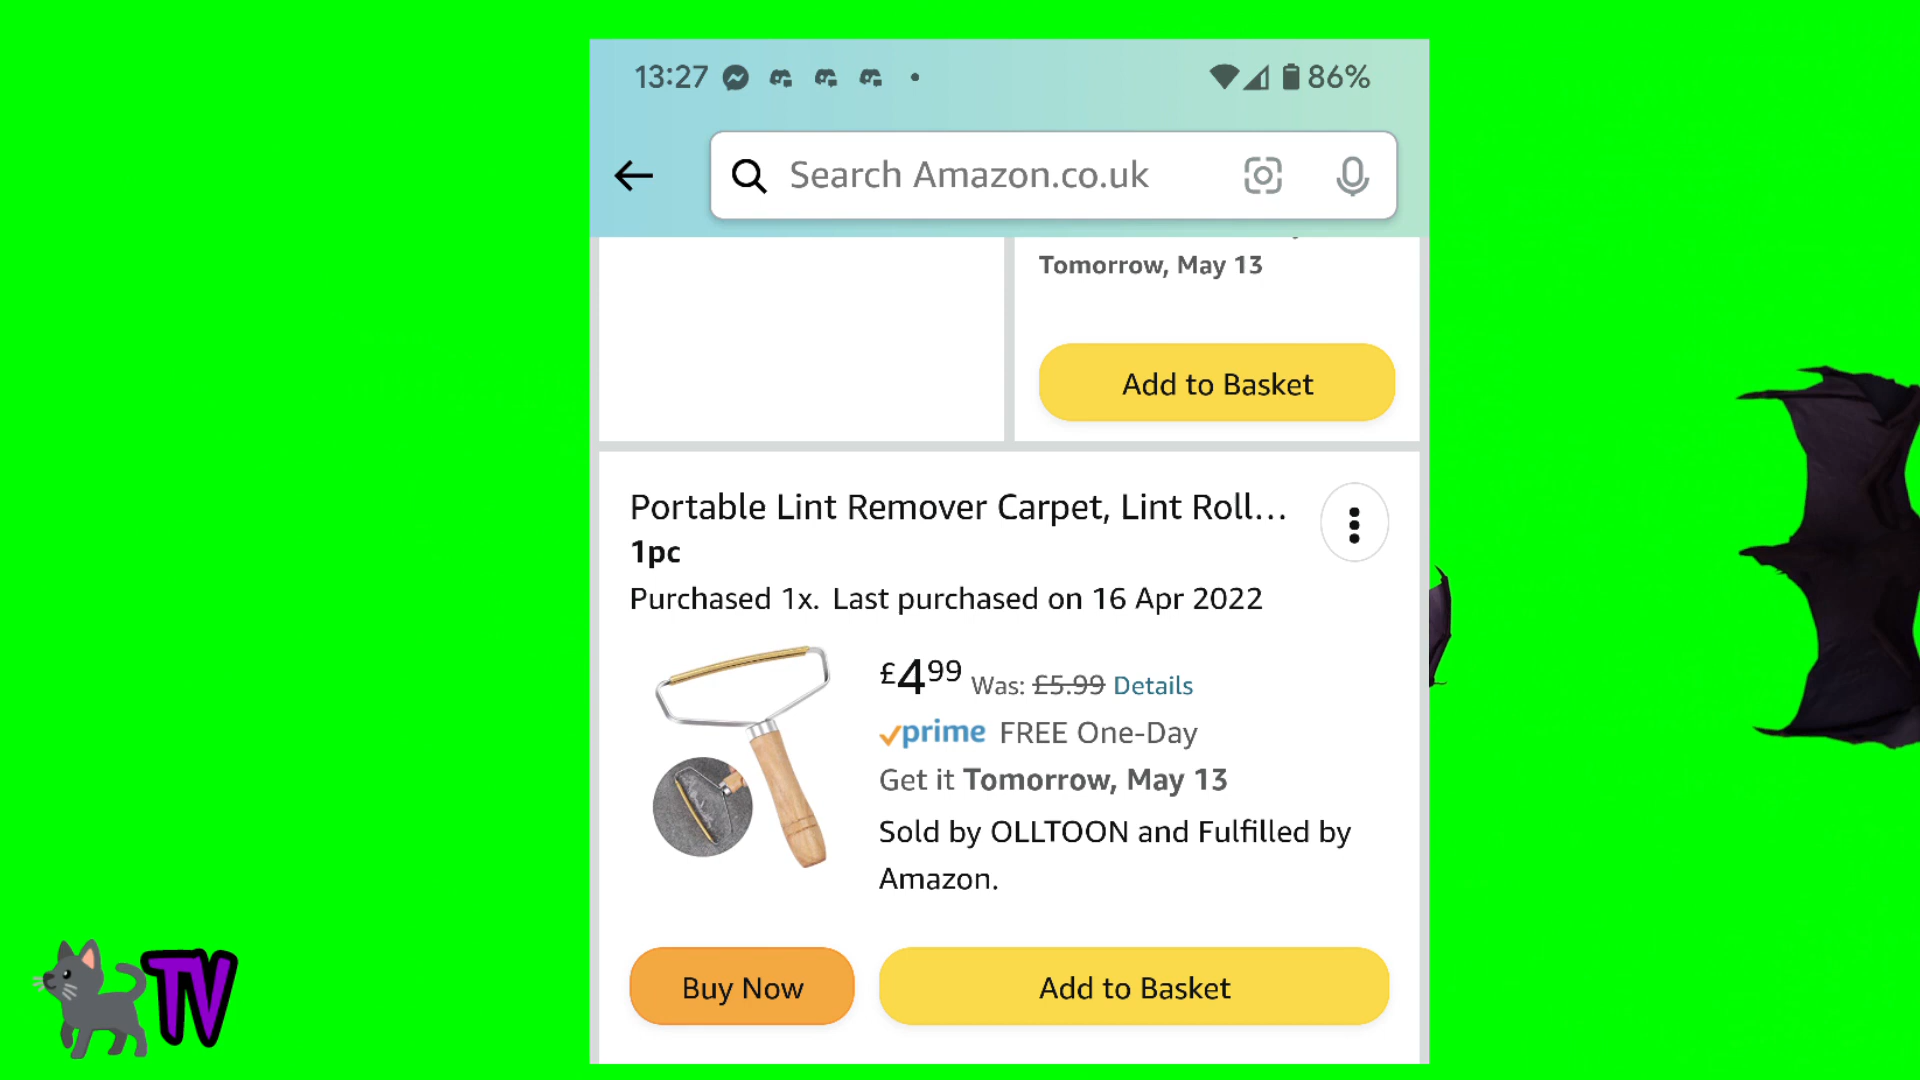 13:27
86%
Search Amazon.co.uk
Tomorrow, May 13
Add to Basket
Portable Lint Remover Carpet, Lint Roll...
1pc
Purchased 1x. Last purchased on 16 Apr 2022
£4.99 Was: £5.99 Details
prime FREE One-Day
Get it Tomorrow, May 13
Sold by OLLTOON and Fulfilled by
Amazon.
Buy Now
Add to Basket
TV